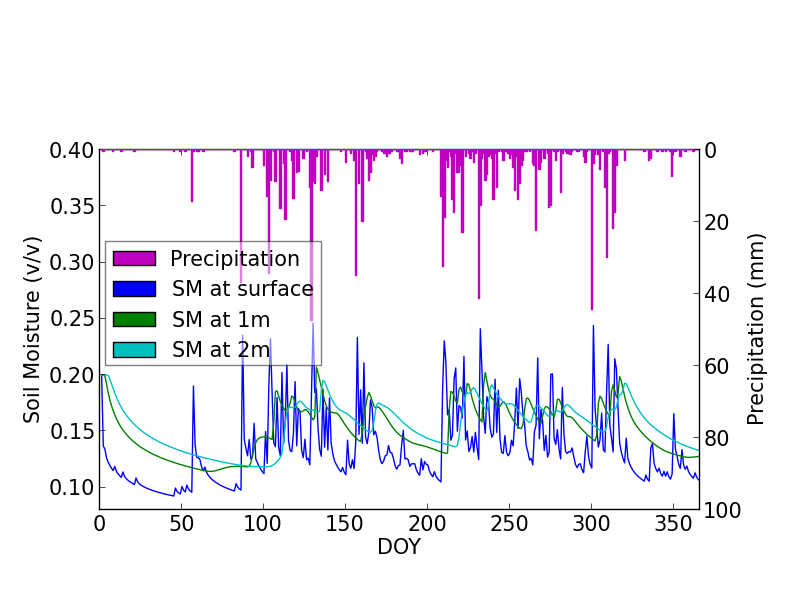 0.40
0.35
0.30
0.25
0.20
0.15
0.10
Soil Moisture (v/v)
0
20
40
60
80
100
Precipitation (mm)
Precipitation
SM at surface
SM at 1m
SM at 2m
0 50 100 150 200 250 300 350
DOY